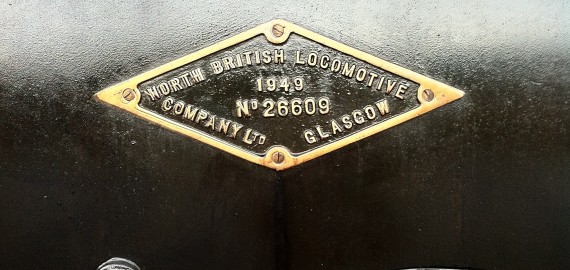 NORTH BRITISH LOCOMOTIVE
1949
Nº 26609
COMPANY LTD GLASGOW